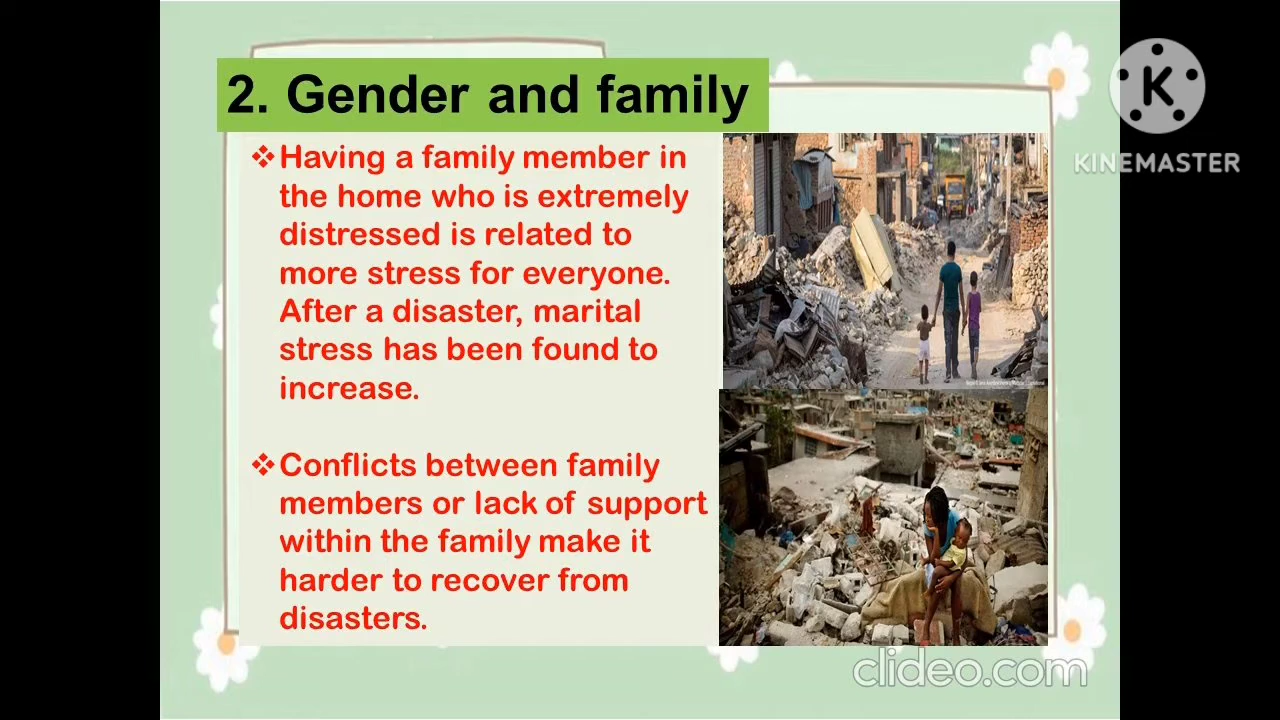 2. Gender and family
❖Having a family member in
the home who is extremely
distressed is related to
more stress for everyone.
After a disaster, marital
stress has been found to
increase.
❖Conflicts between family
members or lack of support
within the family make it
harder to recover from
disasters.
K
KINEMASTER
clideo.com